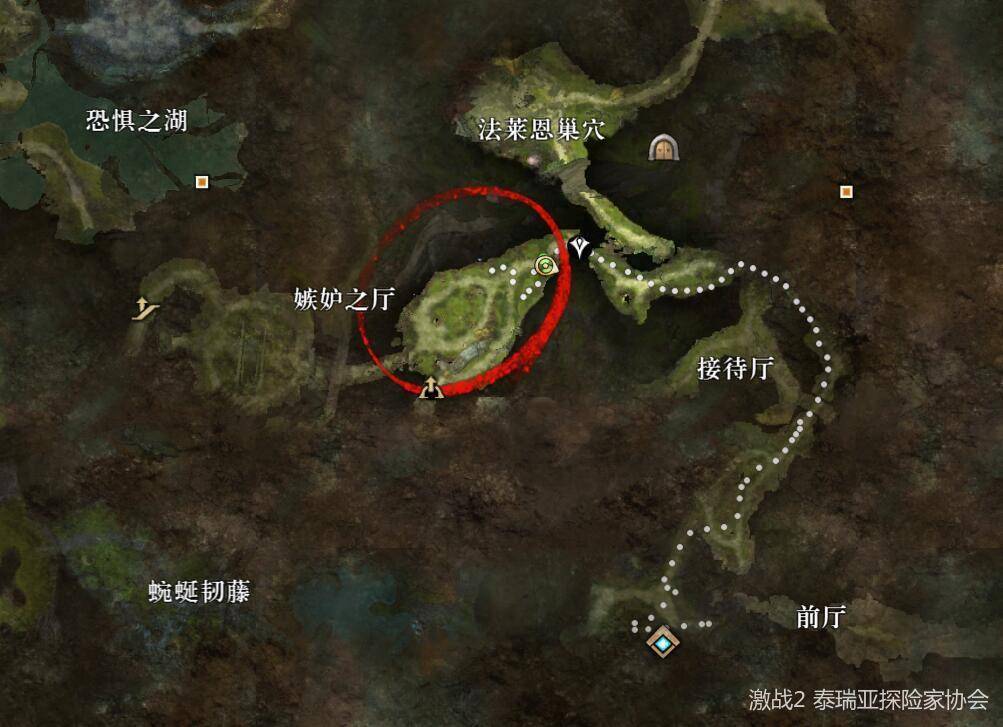 恐惧之湖
法莱恩巢穴
嫉妒之厅
接待厅
蜿蜒韧藤
前厅
激战2 泰瑞亚探险家协会